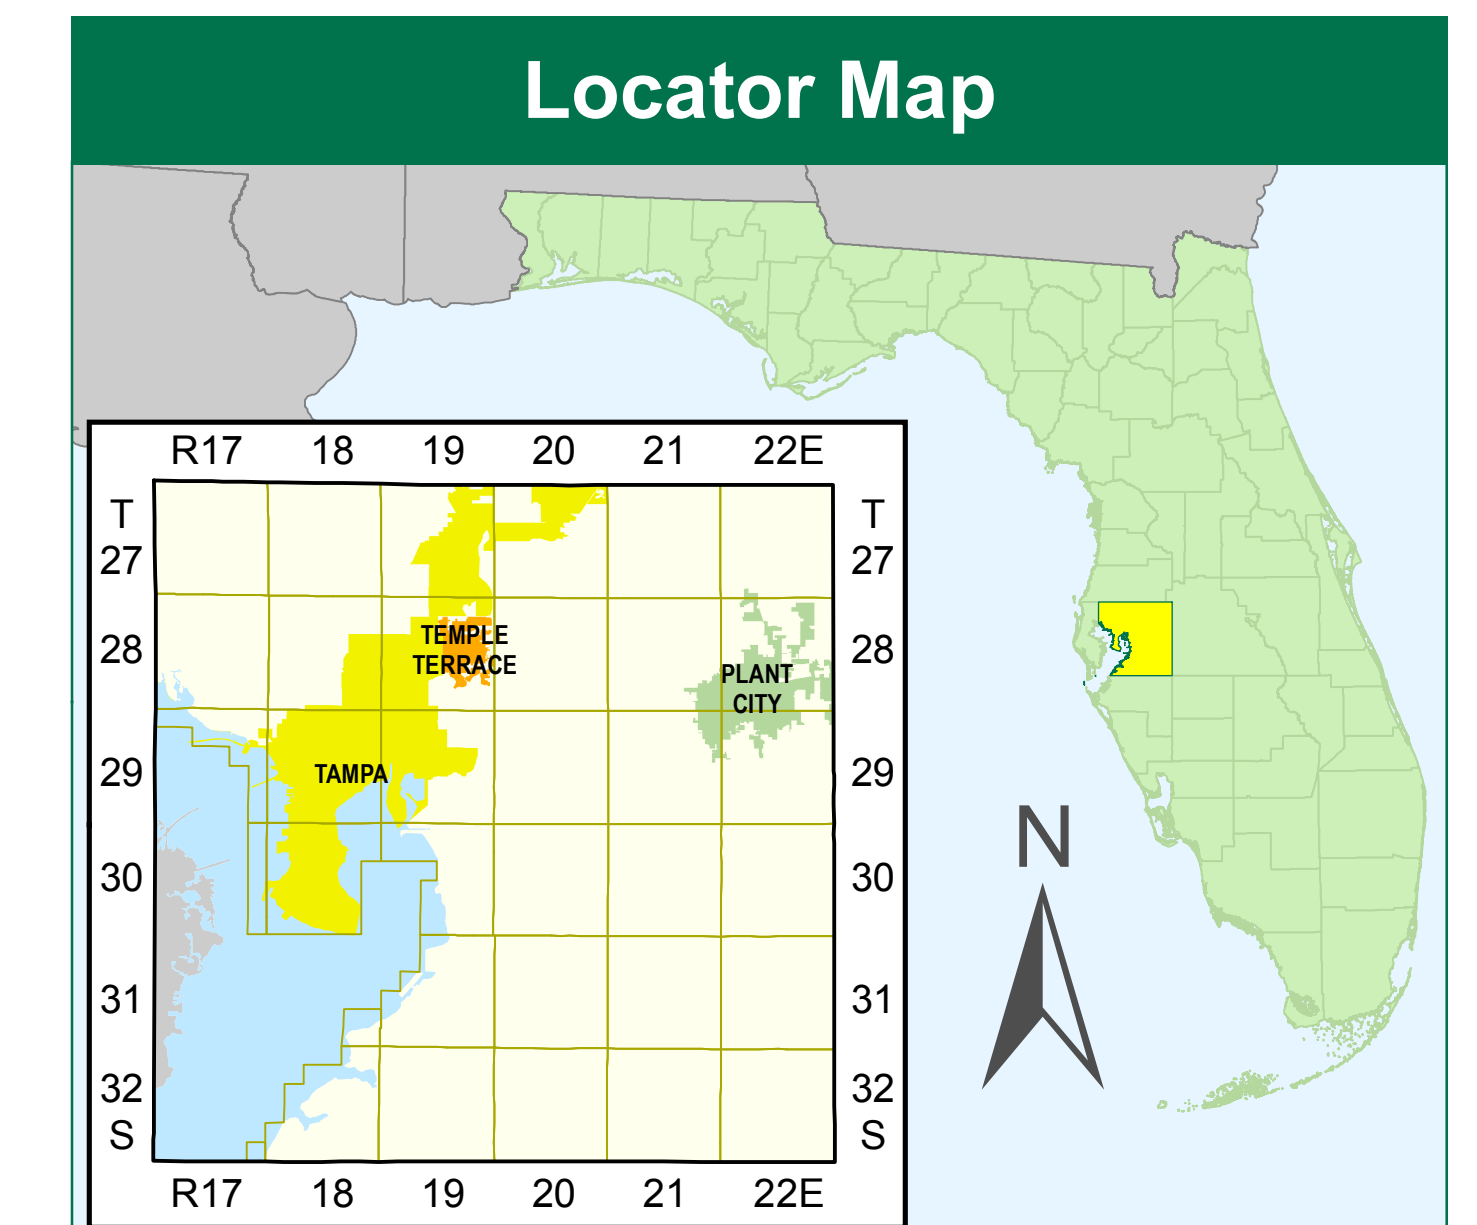 Locator Map
R17 18 19 20 21 22E
T T
27 27
TEMPLE
28 28
TERRACE
PLANT
CITY
29 TAMPA 29
N
30 30
31 31
32 32
S S
R17 18 19 20 21 22E